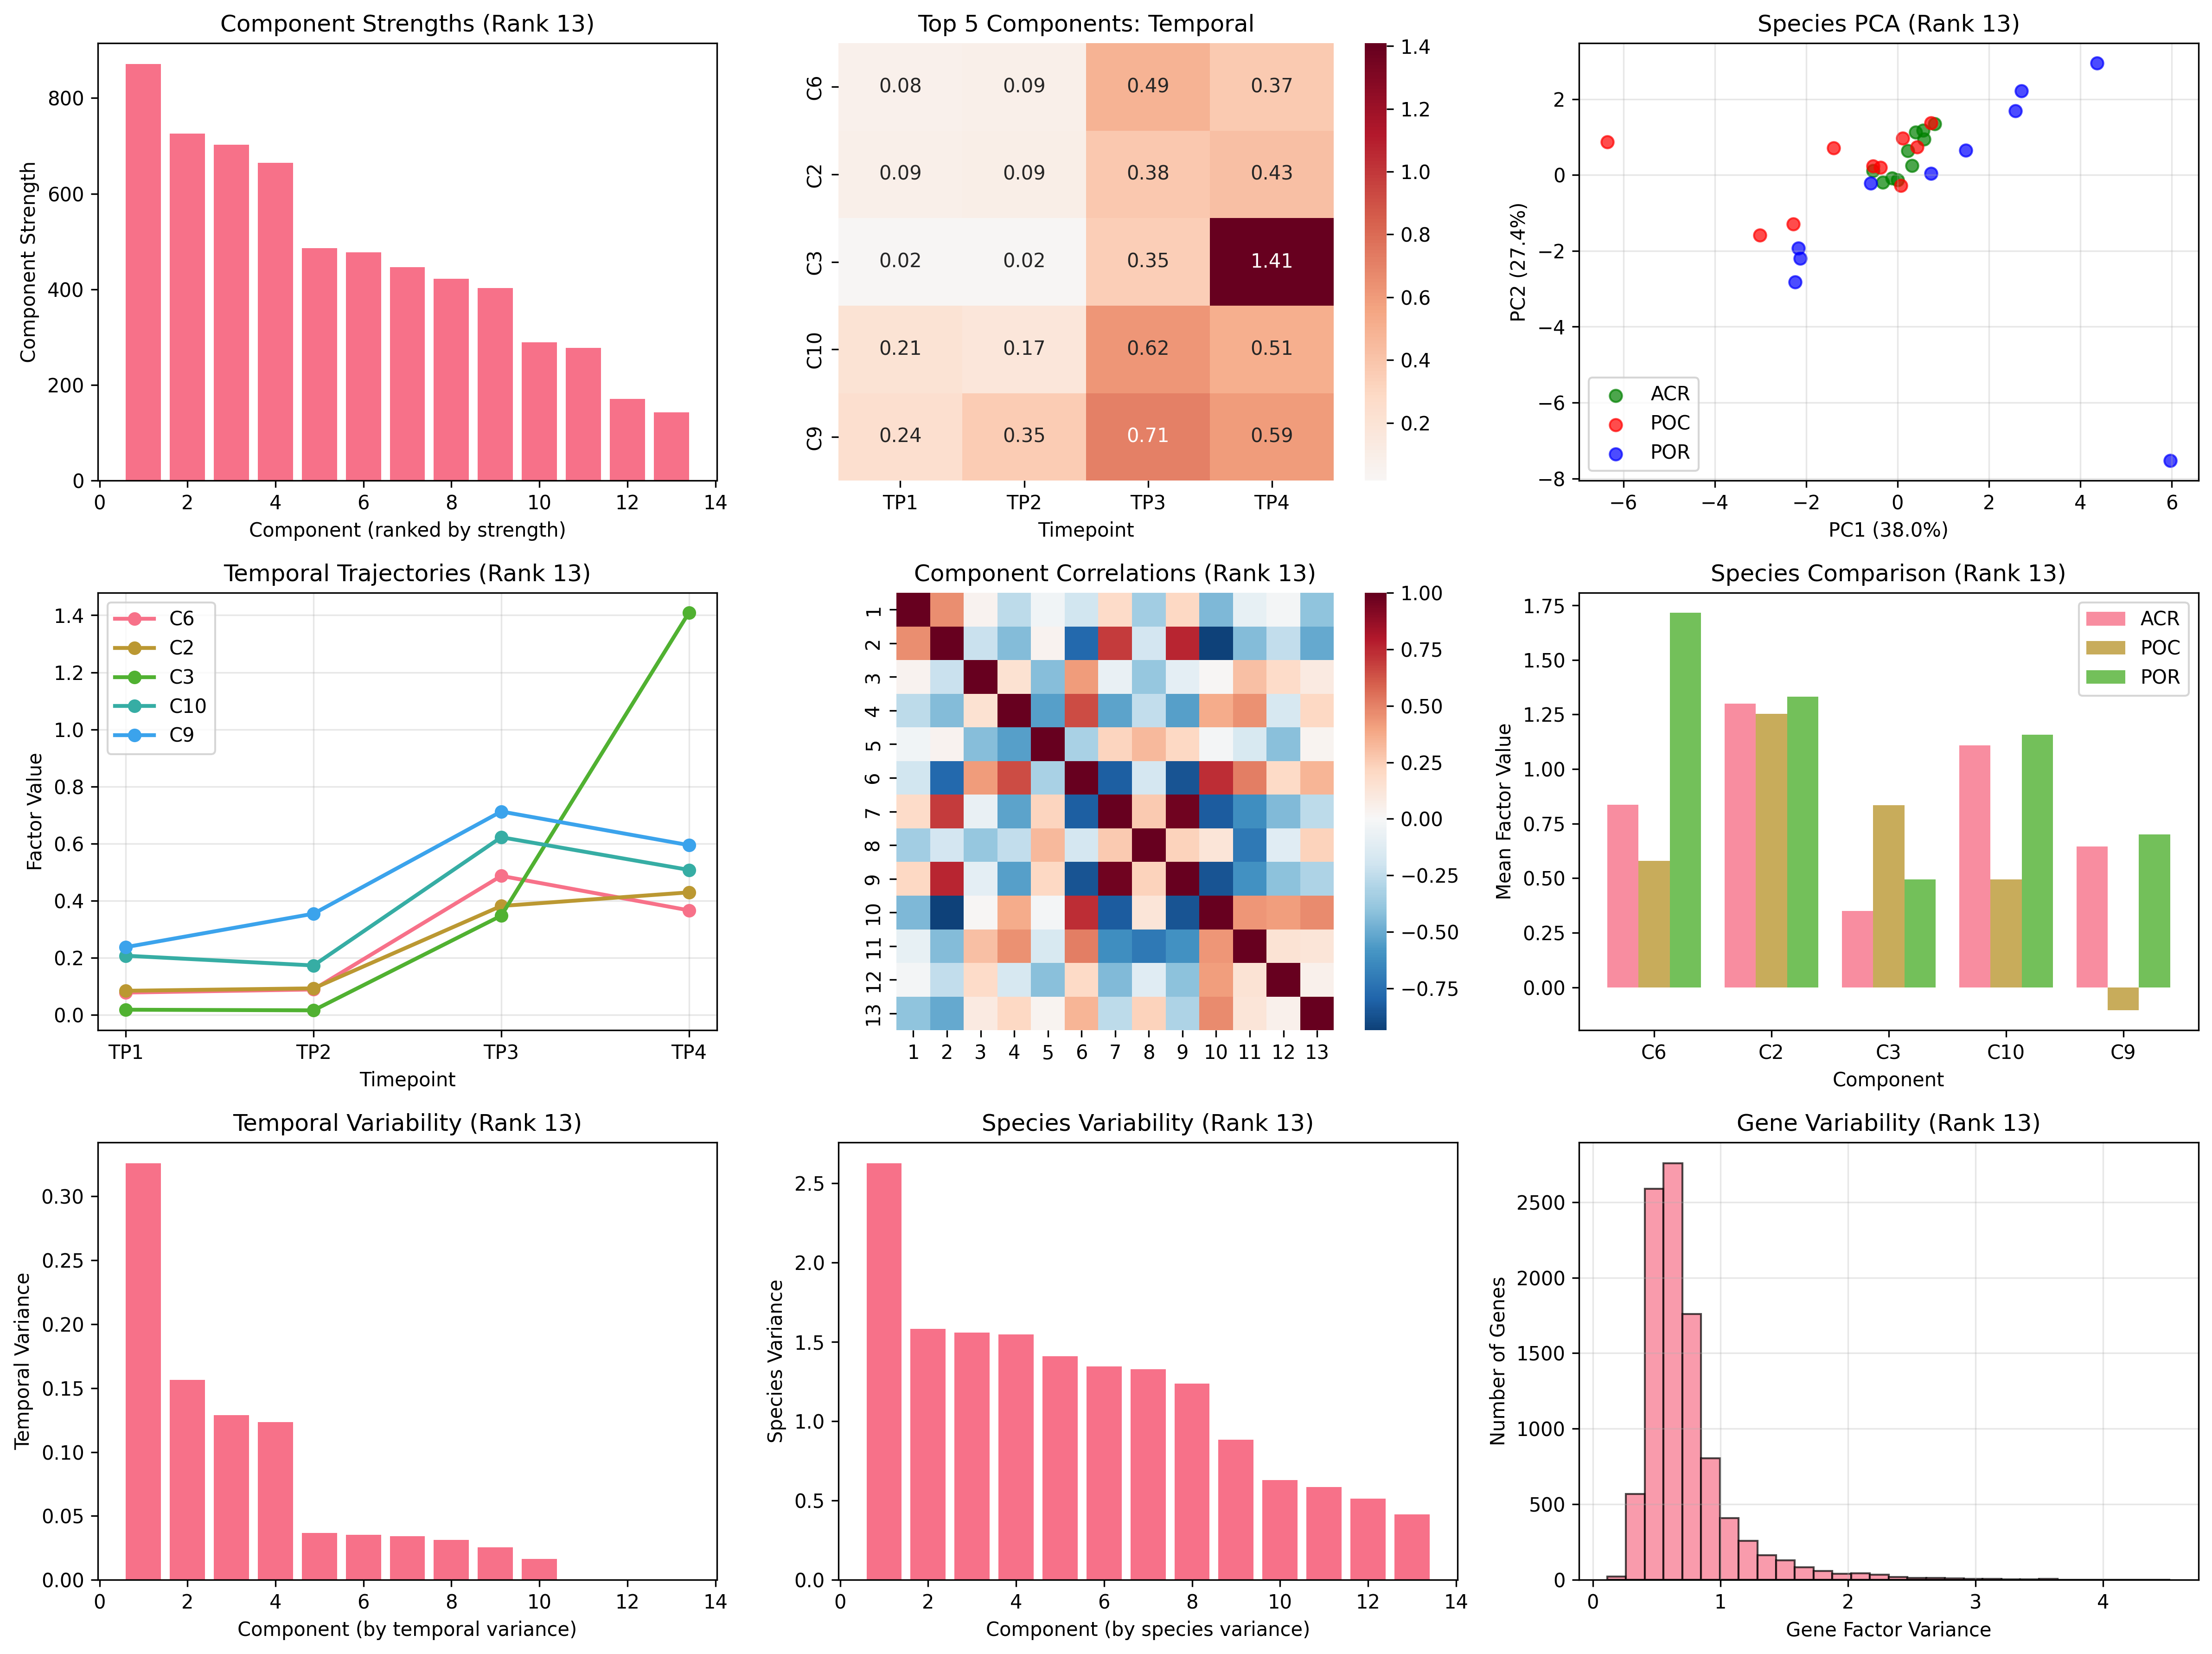 Component Strengths (Rank 13)
Component Strength
800
600
400
200
0
0 2 4 6 8 10 12 14
Component (ranked by strength)
Top 5 Components: Temporal
C6 0.08 0.09 0.49 0.37
C2 0.09 0.09 0.38 0.43
C3 0.02 0.02 0.35 1.41
C10 0.21 0.17 0.62 0.51
C9 0.24 0.35 0.71 0.59
TP1 TP2 TP3 TP4
Timepoint
1.4
1.2
1.0
0.8
0.6
0.4
0.2
Species PCA (Rank 13)
PC2 (27.4%)
2
0
−2
−4
−6
−8
ACR
POC
POR
−6 −4 −2 0 2 4 6
PC1 (38.0%)
Temporal Trajectories (Rank 13)
Factor Value
1.4
1.2
1.0
0.8
0.6
0.4
0.2
0.0
C6
C2
C3
C10
C9
TP1 TP2 TP3 TP4
Timepoint
Component Correlations (Rank 13)
1
2
3
4
5
6
7
8
9
10
11
12
13
1 2 3 4 5 6 7 8 9 10 11 12 13
1.00
0.75
0.50
0.25
0.00
−0.25
−0.50
−0.75
Species Comparison (Rank 13)
Mean Factor Value
1.75
1.50
1.25
1.00
0.75
0.50
0.25
0.00
ACR
POC
POR
C6 C2 C3 C10 C9
Component
Temporal Variability (Rank 13)
Temporal Variance
0.30
0.25
0.20
0.15
0.10
0.05
0.00
0 2 4 6 8 10 12 14
Component (by temporal variance)
Species Variability (Rank 13)
Species Variance
2.5
2.0
1.5
1.0
0.5
0.0
0 2 4 6 8 10 12 14
Component (by species variance)
Gene Variability (Rank 13)
Number of Genes
2500
2000
1500
1000
500
0
0 1 2 3 4
Gene Factor Variance